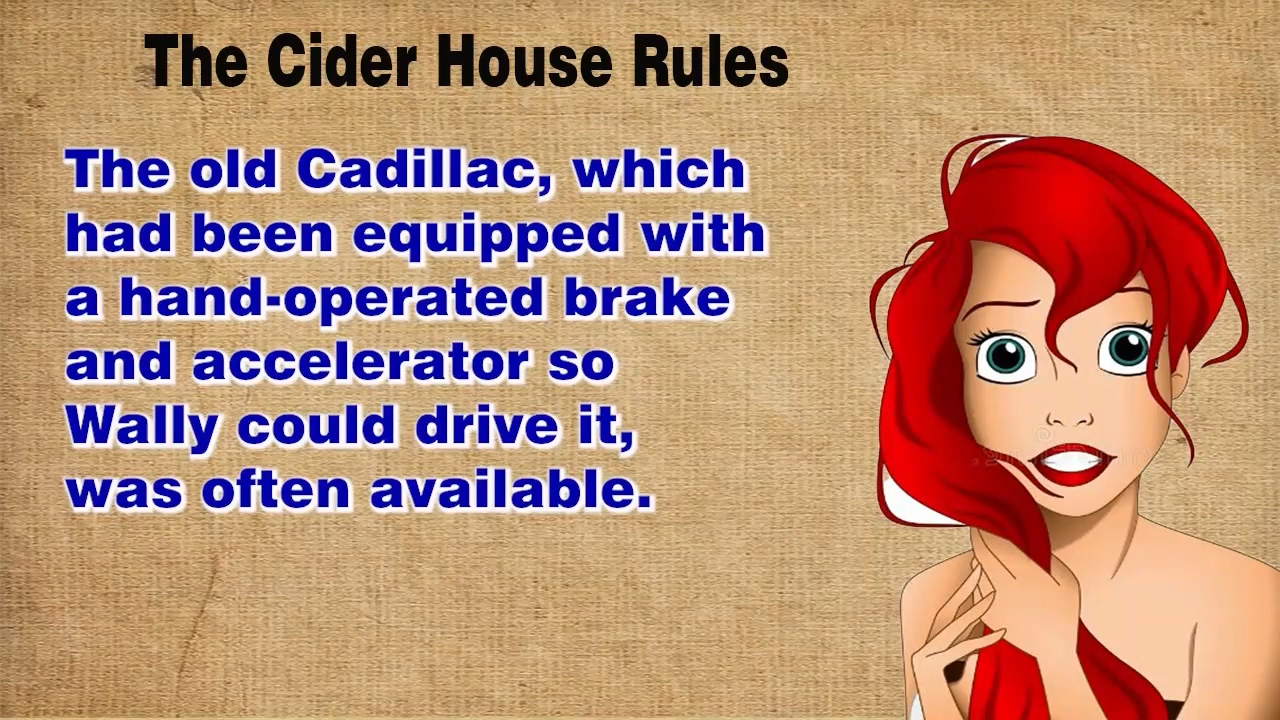 The Cider House Rules
The old Cadillac, which
had been equipped with
a hand-operated brake
and accelerator so
Wally could drive it,
was often available.